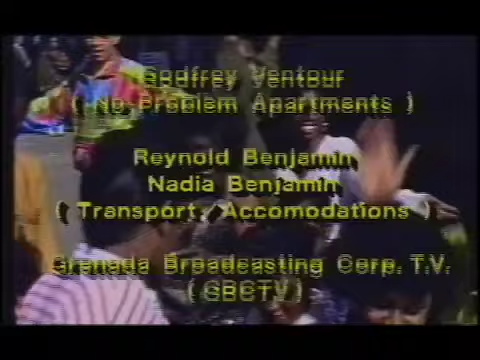 Godfrey Ventour
( No Problem Apartments )
Reynold Benjamin
Nadia Benjamin
( Transport, Accomodations )
Grenada Broadcasting Corp. T.V.
( GBCTV )